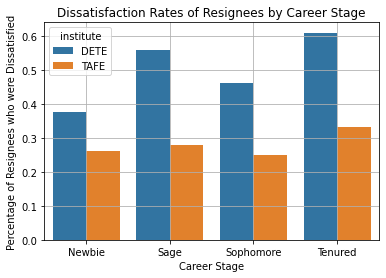 Dissatisfaction Rates of Resignees by Career Stage
Percentage of Resignees who were Dissatisfied
0.6
0.5
0.4
0.3
0.2
0.1
0.0
institute
DETE
TAFE
Newbie Sage Sophomore Tenured
Career Stage